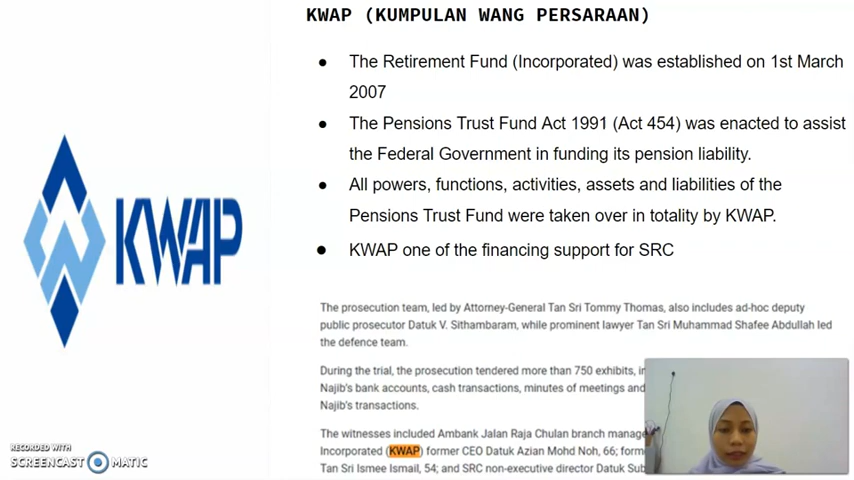 KWAP (KUMPULAN WANG PERSARAAN)
● The Retirement Fund (Incorporated) was established on 1st March
2007
● The Pensions Trust Fund Act 1991 (Act 454) was enacted to assist
the Federal Government in funding its pension liability.
● All powers, functions, activities, assets and liabilities of the
Pensions Trust Fund were taken over in totality by KWAP.
● KWAP one of the financing support for SRC
KWAP
The prosecution team, led by Attorney-General Tan Sri Tommy Thomas, also includes ad-hoc deputy
public prosecutor Datuk V. Sithambaram, while prominent lawyer Tan Sri Muhammad Shafee Abdullah led
the defence team.
During the trial, the prosecution tendered more than 750 exhibits,
Najib's bank accounts, cash transactions, minutes of meetings and
Najib's transactions.
The witnesses included Ambank Jalan Raja Chulan branch
Incorporated (KWAP) former CEO Datuk Azian Mohd Noh, 66;
Tan Sri Ismee Ismail, 54; and SRC non-executive director Datuk
RECORDED WITH
SCREENCAST MATIC